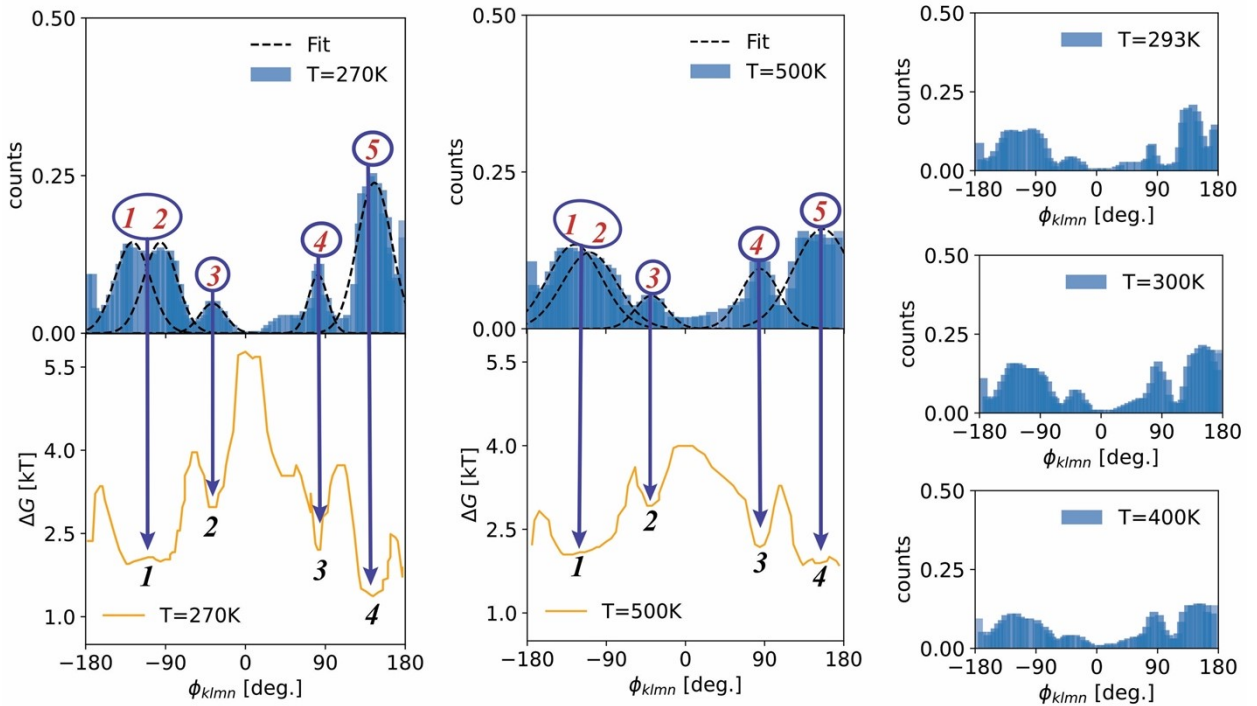 0.50
Fit
T=270K
counts
0.25
0.00
1 2
3
4
5
5.5
4.0
2.5
1.0
ΔG [kT]
1
2
3
4
T=270K
−180 −90 0 90 180
ϕklmn [deg.]
0.50
Fit
T=500K
counts
0.25
0.00
1 2
3
4
5
5.5
4.0
2.5
1.0
ΔG [kT]
1
2
3
4
T=500K
−180 −90 0 90 180
ϕklmn [deg.]
0.50
T=293K
counts
0.25
0.00
−180 −90 0 90 180
ϕklmn [deg.]
0.50
T=300K
counts
0.25
0.00
−180 −90 0 90 180
ϕklmn [deg.]
0.50
T=400K
counts
0.25
0.00
−180 −90 0 90 180
ϕklmn [deg.]